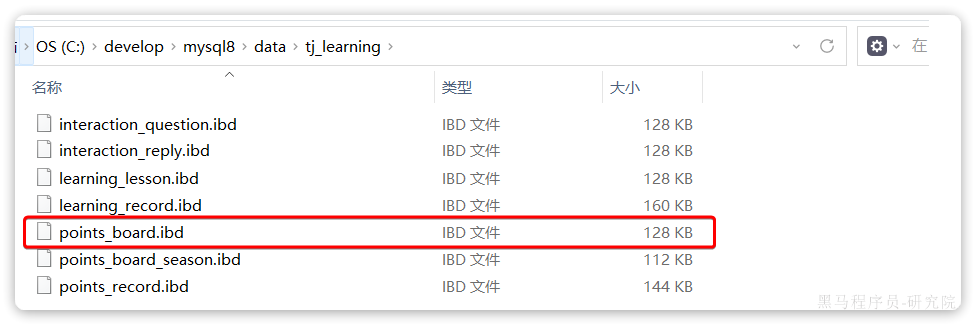 OS (C:) › develop › mysql8 › data › tj_learning › 在
名称 类型 大小
interaction_question.ibd IBD 文件 128 KB
interaction_reply.ibd IBD 文件 128 KB
learning_lesson.ibd IBD 文件 128 KB
learning_record.ibd IBD 文件 160 KB
points_board.ibd IBD 文件 128 KB
points_board_season.ibd IBD 文件 112 KB
points_record.ibd IBD 文件 144 KB
黑马程序员-研究院